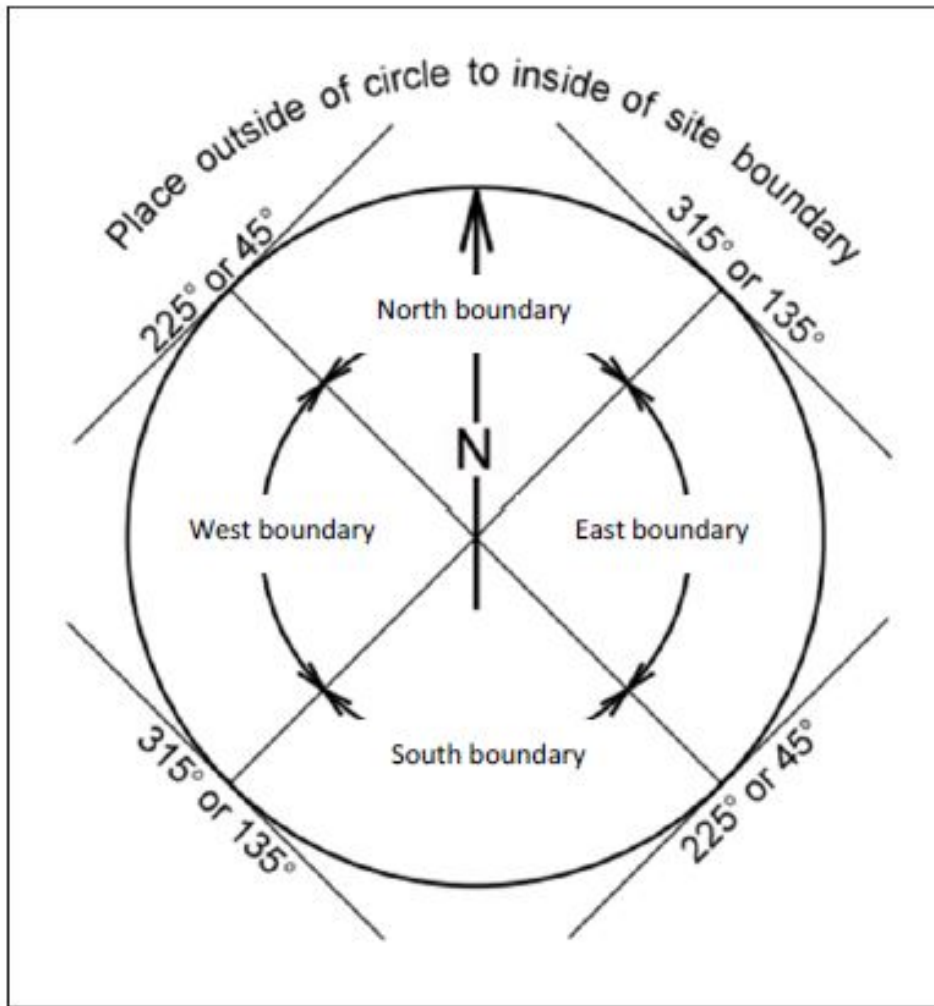 Place outside of circle to inside of site boundary
225° or 45°
315° or 135°
North boundary
N
West boundary
East boundary
South boundary
315° or 135°
225° or 45°